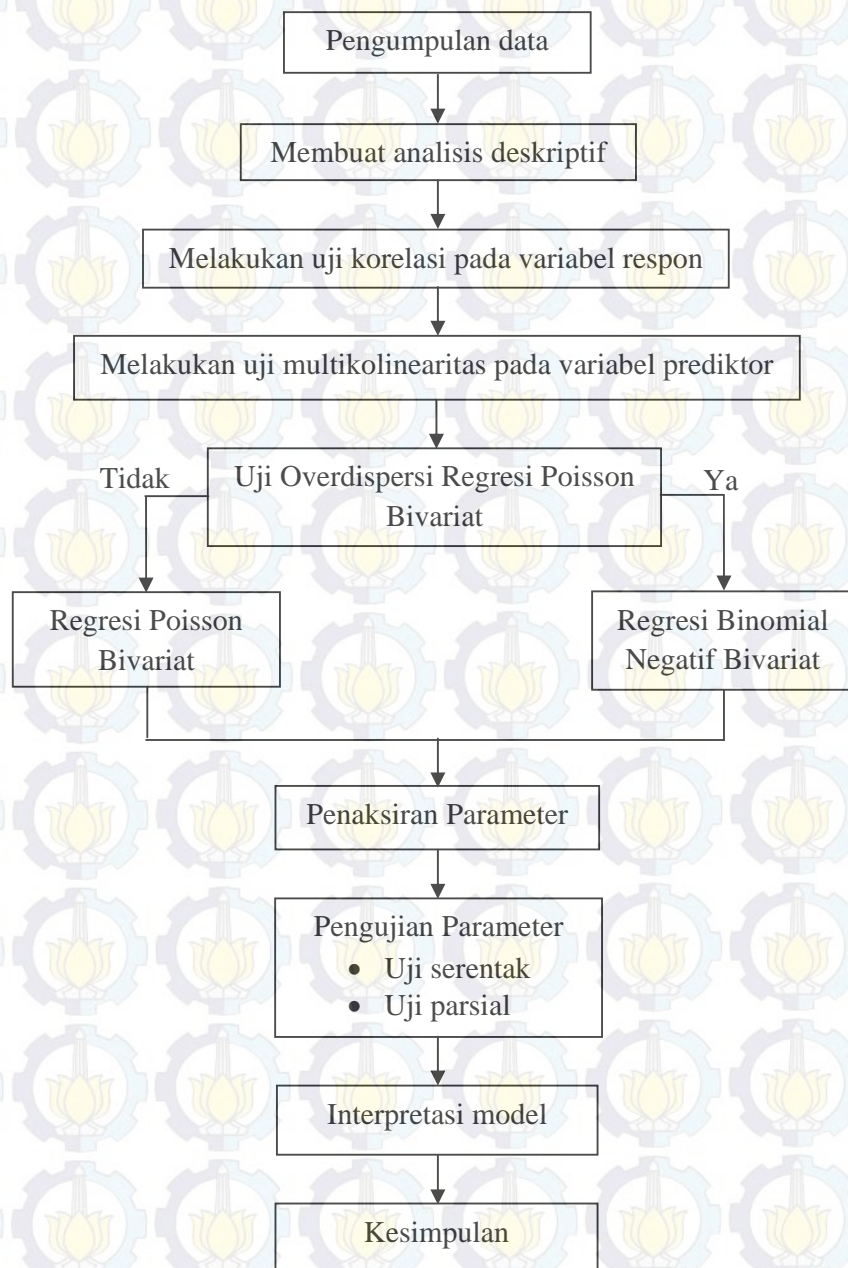 Pengumpulan data
Membuat analisis deskriptif
Melakukan uji korelasi pada variabel respon
Melakukan uji multikolinearitas pada variabel prediktor
Tidak
Uji Overdispersi Regresi Poisson
Bivariat
Ya
Regresi Poisson
Bivariat
Regresi Binomial
Negatif Bivariat
Penaksiran Parameter
Pengujian Parameter
• Uji serentak
• Uji parsial
Interpretasi model
Kesimpulan